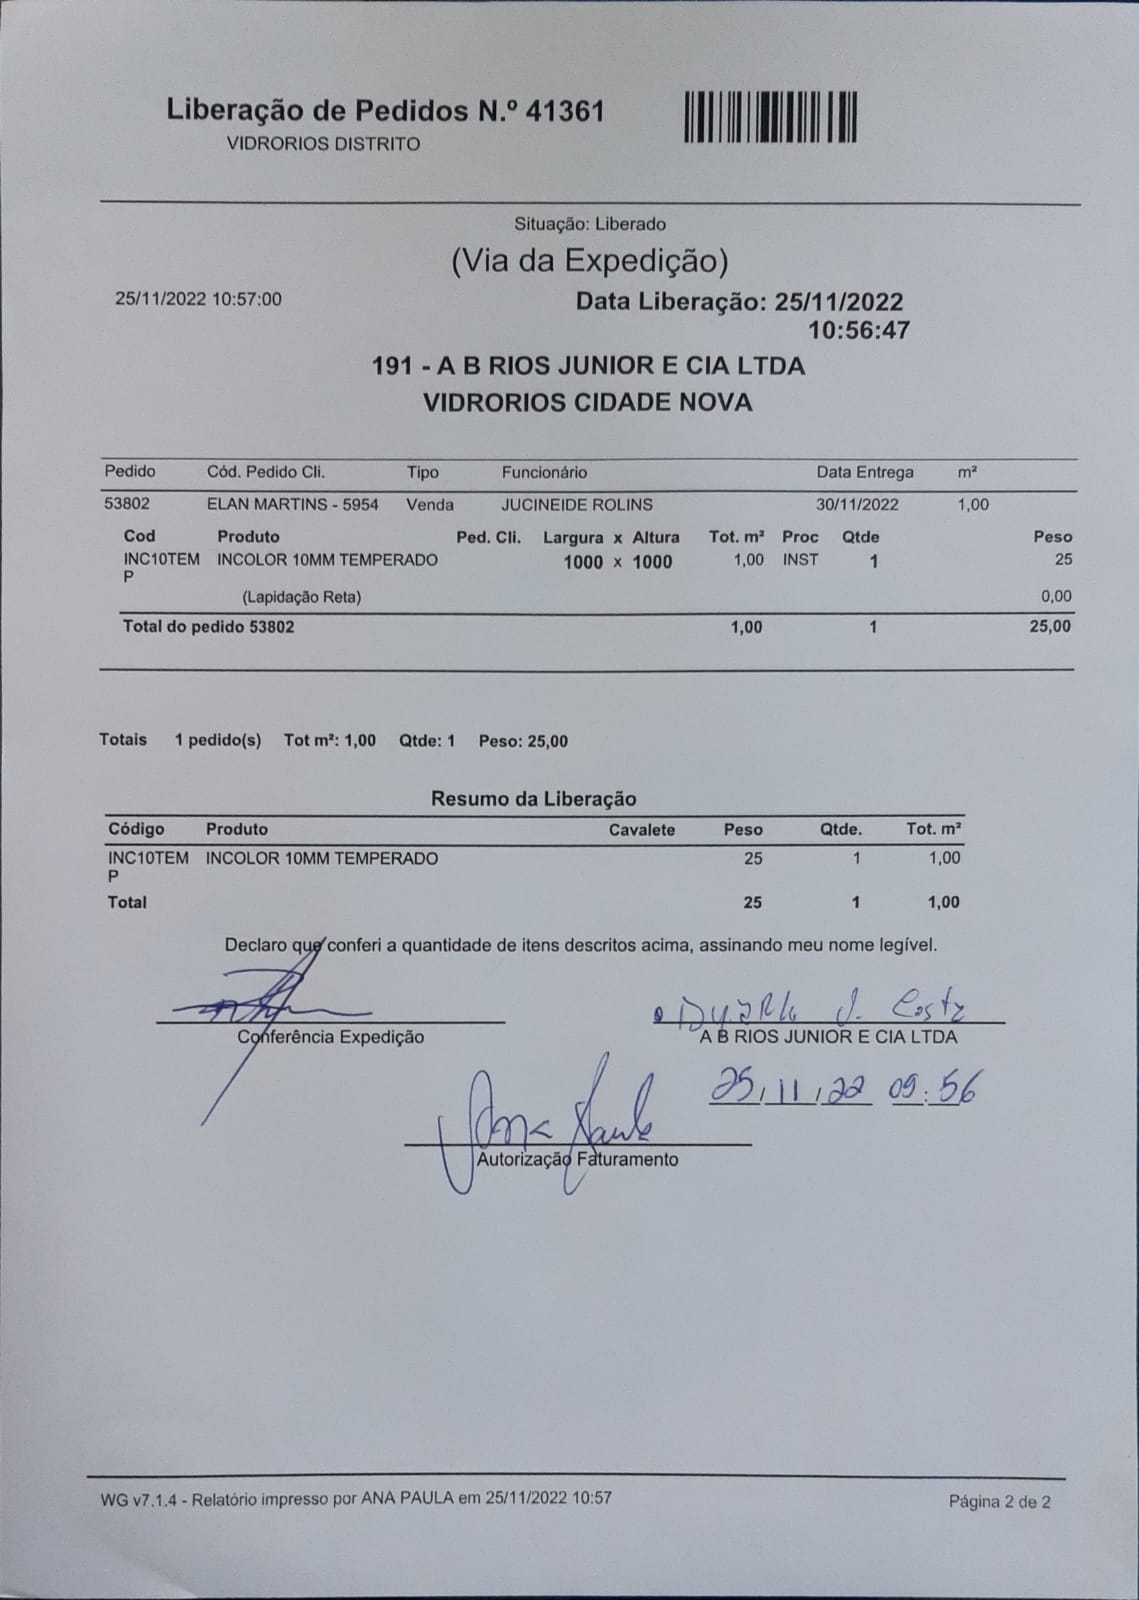 Liberação de Pedidos N.º 41361
VIDRORIOS DISTRITO
Situação: Liberado
(Via da Expedição)
25/11/2022 10:57:00 Data Liberação: 25/11/2022
10:56:47
191 - A B RIOS JUNIOR E CIA LTDA
VIDRORIOS CIDADE NOVA
Pedido Cód. Pedido Cli. Tipo Funcionário Data Entrega m²
53802 ELAN MARTINS - 5954 Venda JUCINEIDE ROLINS 30/11/2022 1,00
Cod Produto Ped. Cli. Largura x Altura Tot. m² Proc Qtde Peso
INC10TEM INCOLOR 10MM TEMPERADO 1000 x 1000 1,00 INST 1 25
P
(Lapidação Reta) 0,00
Total do pedido 53802 1,00 1 25,00
Totais 1 pedido(s) Tot m²: 1,00 Qtde: 1 Peso: 25,00
Resumo da Liberação
Código Produto Cavalete Peso Qtde. Tot. m²
INC10TEM INCOLOR 10MM TEMPERADO 25 1 1,00
P
Total 25 1 1,00
Declaro que conferi a quantidade de itens descritos acima, assinando meu nome legível.
J. Costa
Conferência Expedição A B RIOS JUNIOR E CIA LTDA
25/11/22 09:56
Ana Paula
Autorização Faturamento
WG v7.1.4 - Relatório impresso por ANA PAULA em 25/11/2022 10:57 Página 2 de 2